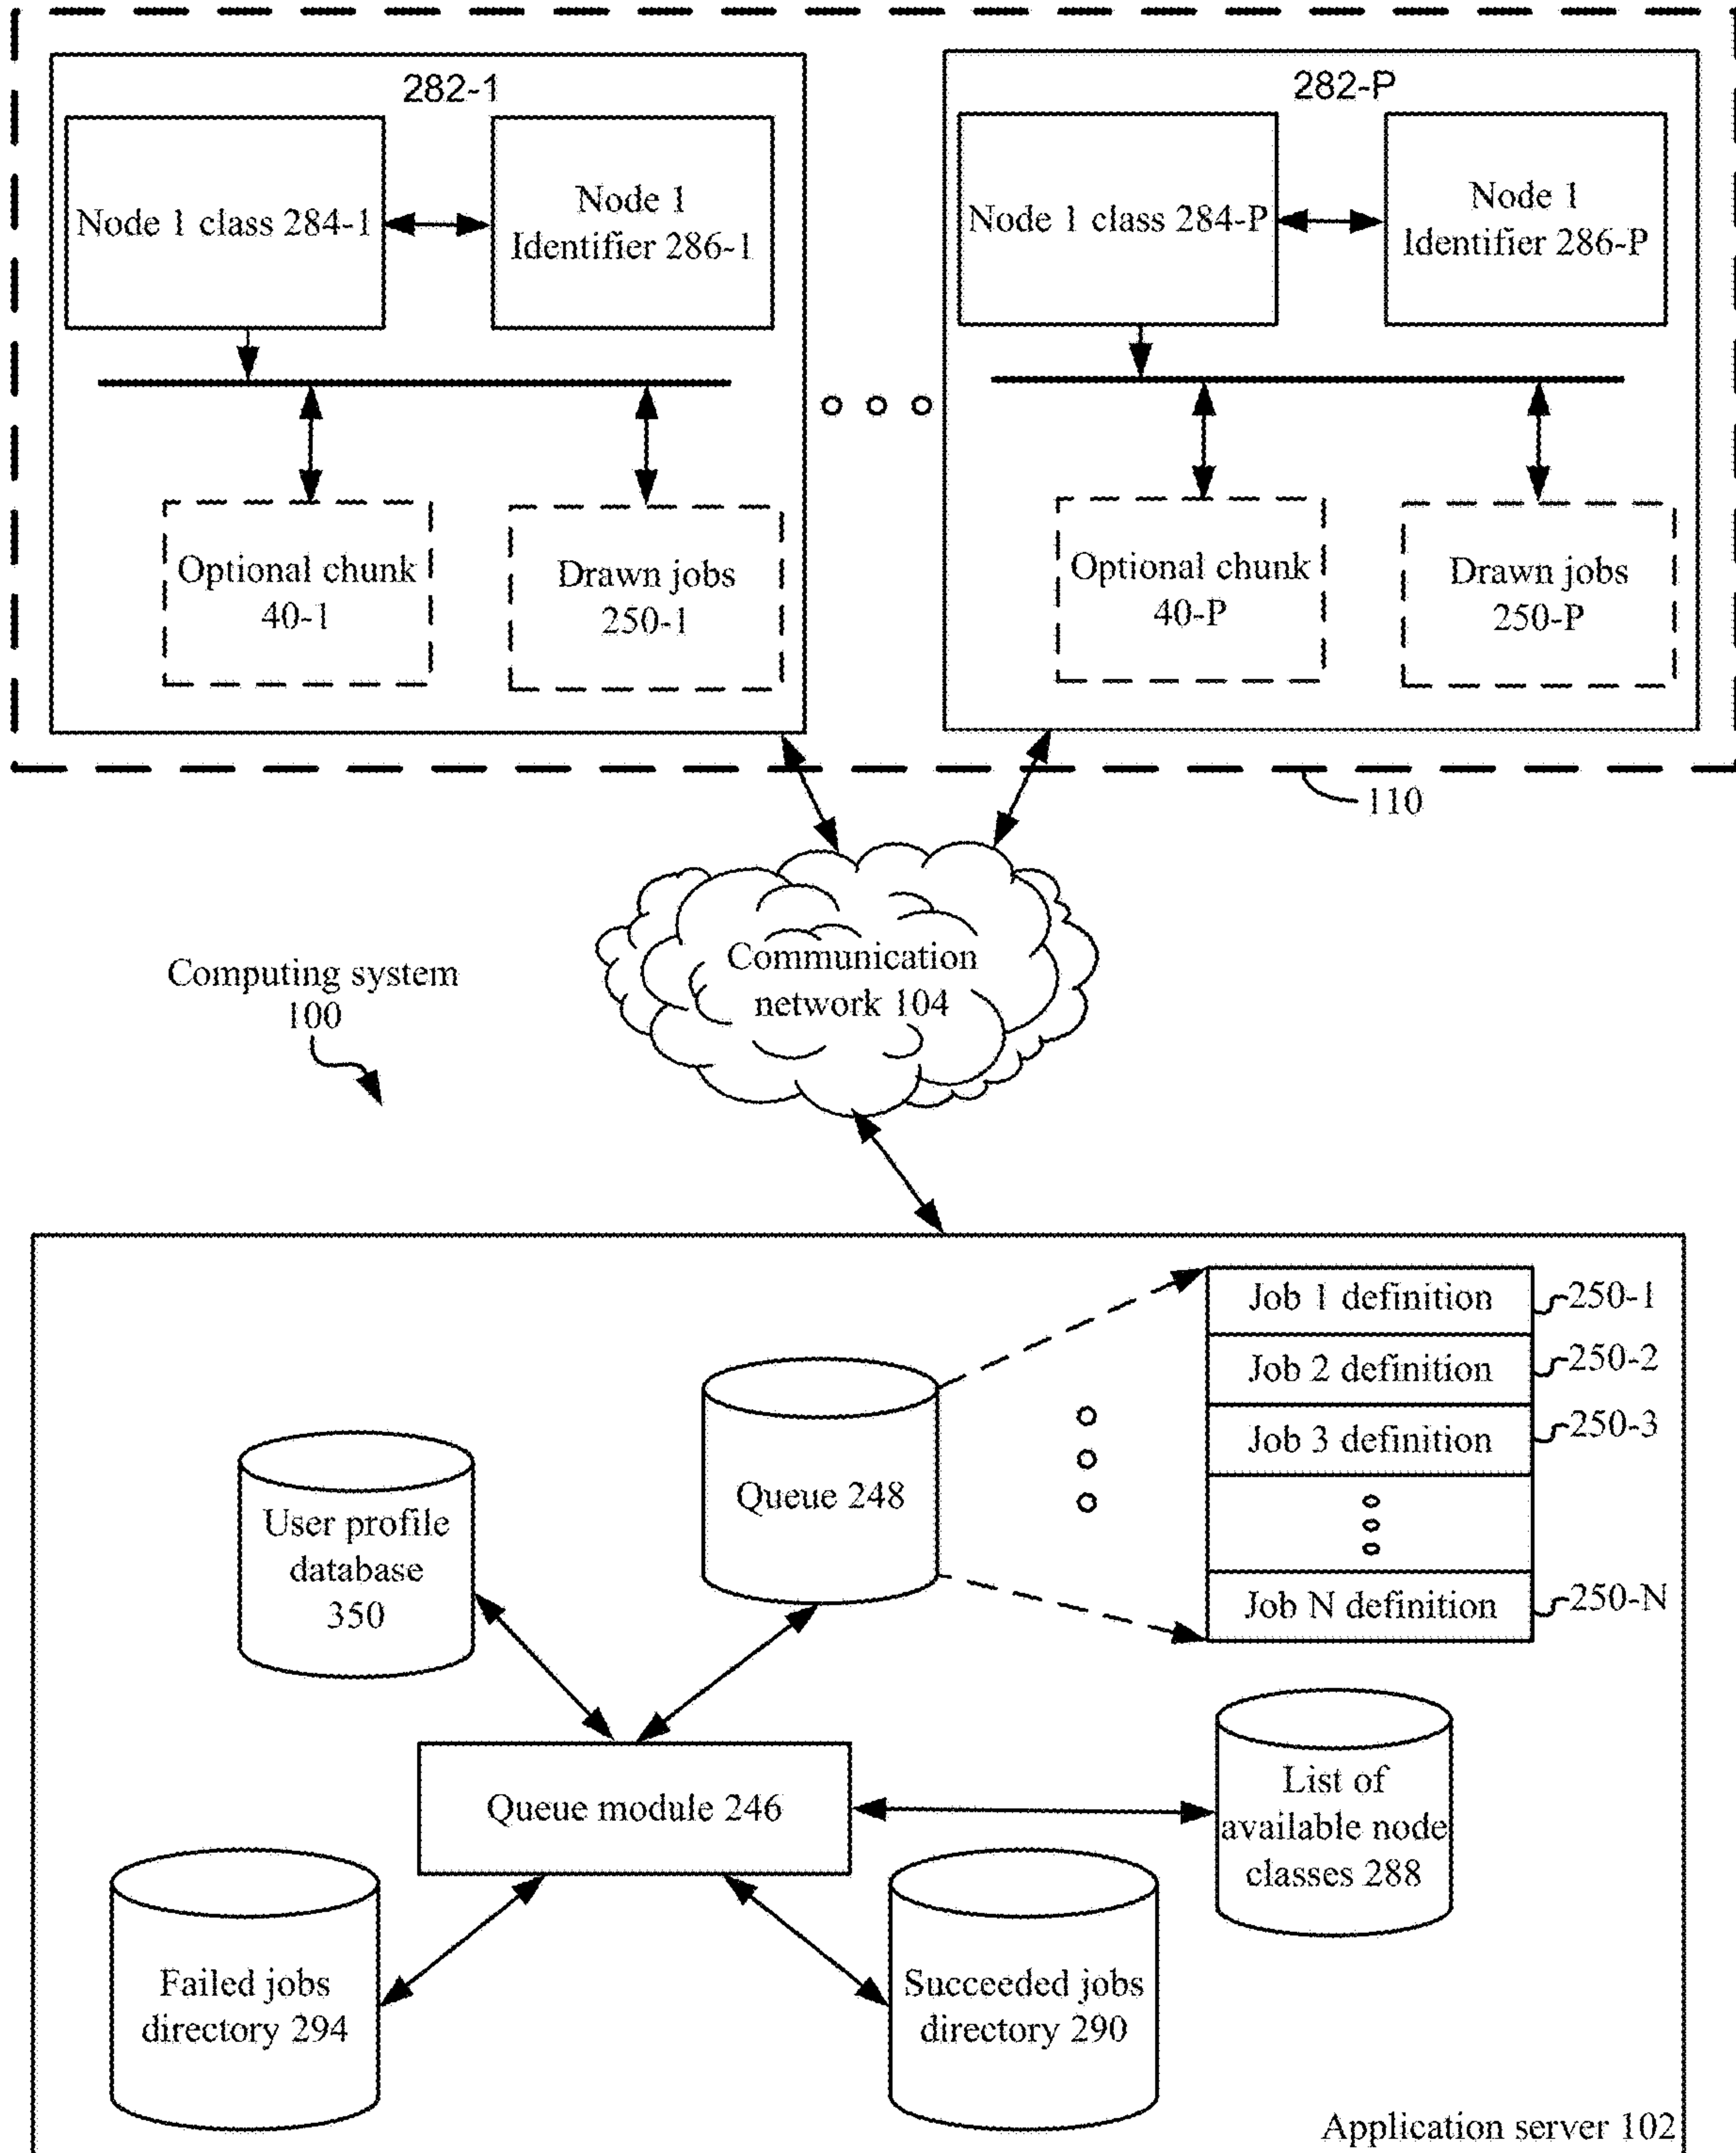 282-1
Node 1 class 284-1
Node 1
Identifier 286-1
Optional chunk
40-1
Drawn jobs
250-1
282-P
Node 1 class 284-P
Node 1
Identifier 286-P
Optional chunk
40-P
Drawn jobs
250-P
110
Communication
network 104
Computing system
100
Job 1 definition
250-1
Job 2 definition
250-2
Job 3 definition
250-3
Job N definition
250-N
Queue 248
User profile
database
350
Queue module 246
List of
available node
classes 288
Failed jobs
directory 294
Succeeded jobs
directory 290
Application server 102